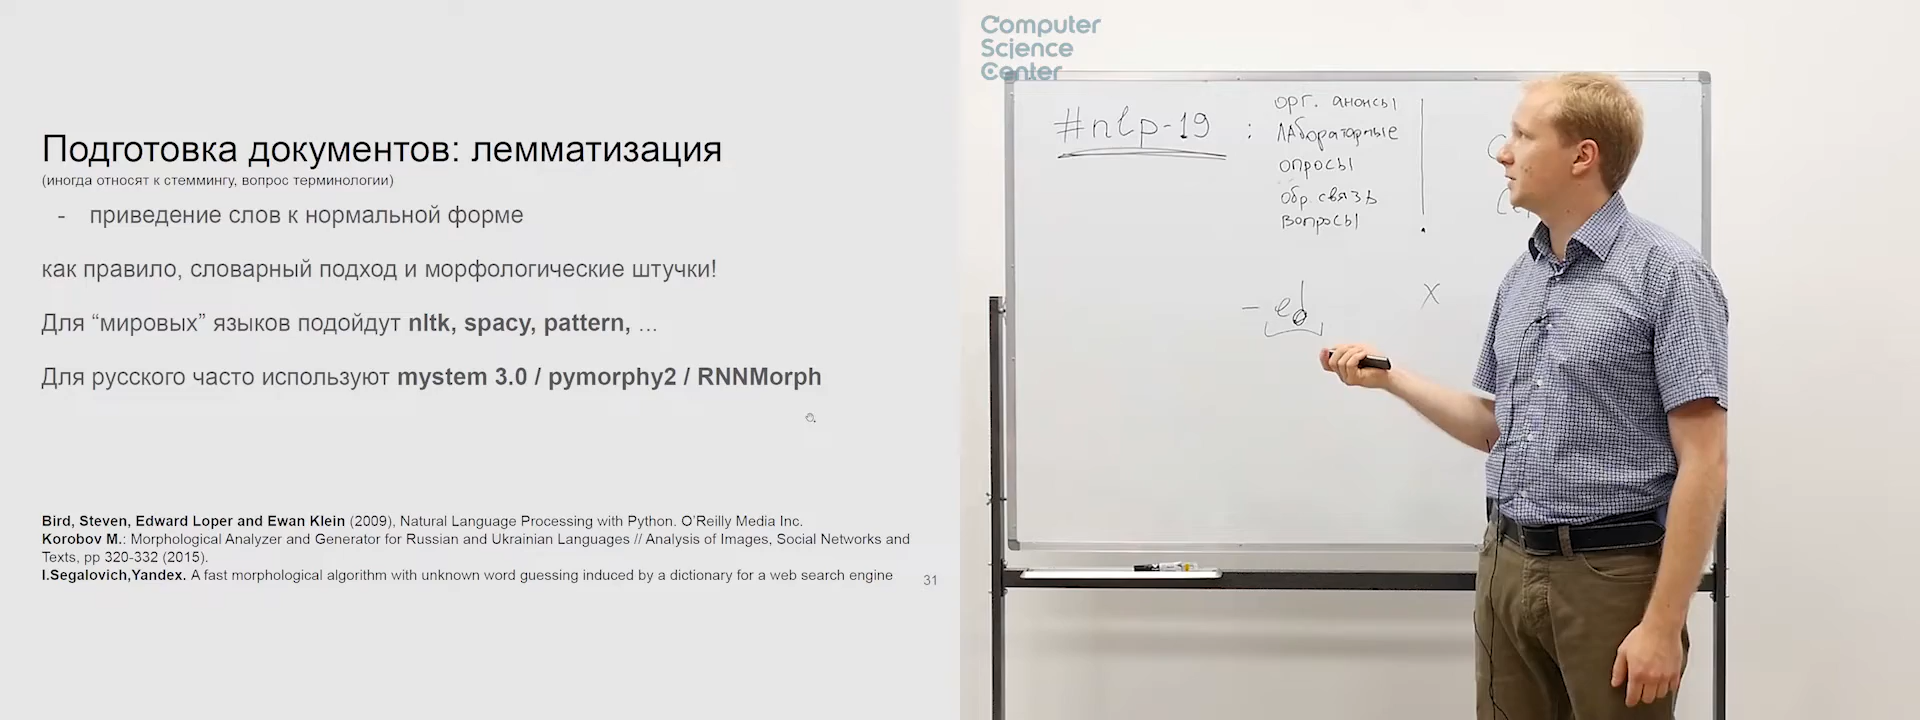 Подготовка документов: лемматизация
(иногда относят к стеммингу, вопрос терминологии)
- приведение слов к нормальной форме
как правило, словарный подход и морфологические штучки!
Для “мировых” языков подойдут nltk, spacy, pattern, ...
Для русского часто используют mystem 3.0 / pymorphy2 / RNNMorph
Bird, Steven, Edward Loper and Ewan Klein (2009), Natural Language Processing with Python. O’Reilly Media Inc.
Korobov M.: Morphological Analyzer and Generator for Russian and Ukrainian Languages // Analysis of Images, Social Networks and
Texts, pp 320-332 (2015).
I.Segalovich,Yandex. A fast morphological algorithm with unknown word guessing induced by a dictionary for a web search engine
31
Computer
Science
Center
#nlp-19 :
орг. анонсы
лабораторные
опросы
обр. связь
вопросы
- ed
X